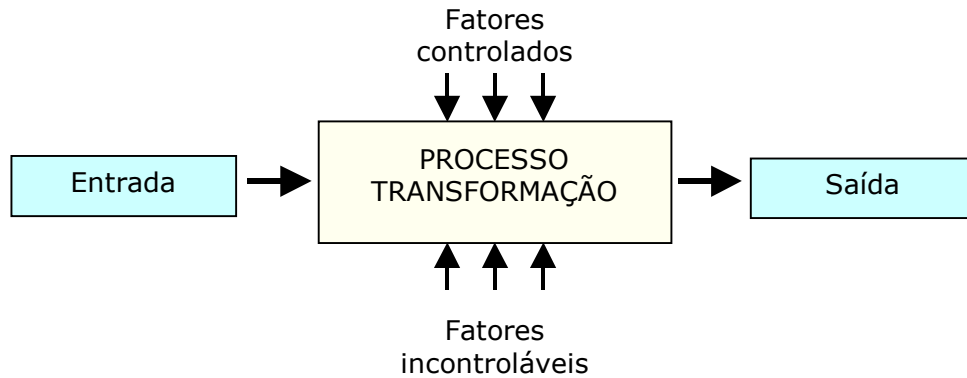 Fatores
controlados
Entrada
PROCESSO
TRANSFORMAÇÃO
Saída
Fatores
incontroláveis